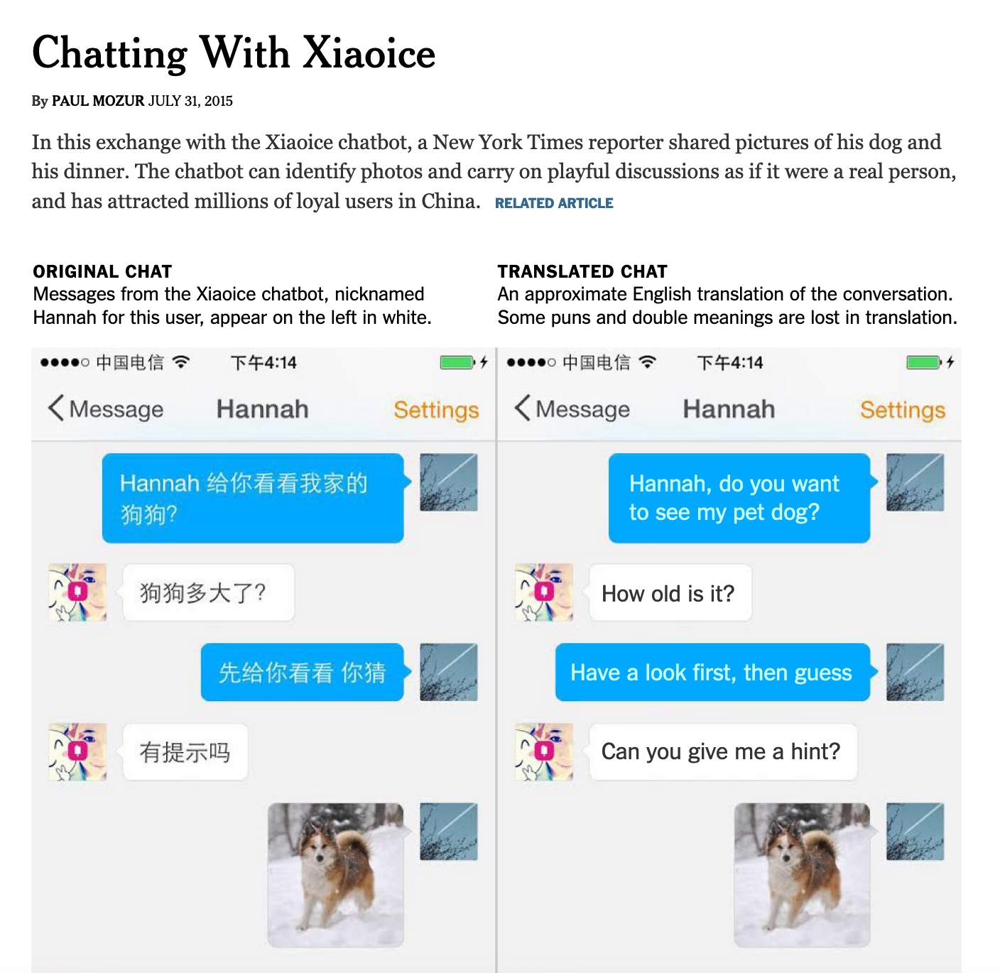 Chatting With Xiaoice
By PAUL MOZUR JULY 31, 2015
In this exchange with the Xiaoice chatbot, a New York Times reporter shared pictures of his dog and
his dinner. The chatbot can identify photos and carry on playful discussions as if it were a real person,
and has attracted millions of loyal users in China. RELATED ARTICLE
ORIGINAL CHAT
Messages from the Xiaoice chatbot, nicknamed
Hannah for this user, appear on the left in white.
TRANSLATED CHAT
An approximate English translation of the conversation.
Some puns and double meanings are lost in translation.
中国电信 下午4:14
Message Hannah Settings
Hannah 给你看看我家的
狗狗?
狗狗多大了?
先给你看看 你猜
有提示吗
中国电信 下午4:14
Message Hannah Settings
Hannah, do you want
to see my pet dog?
How old is it?
Have a look first, then guess
Can you give me a hint?